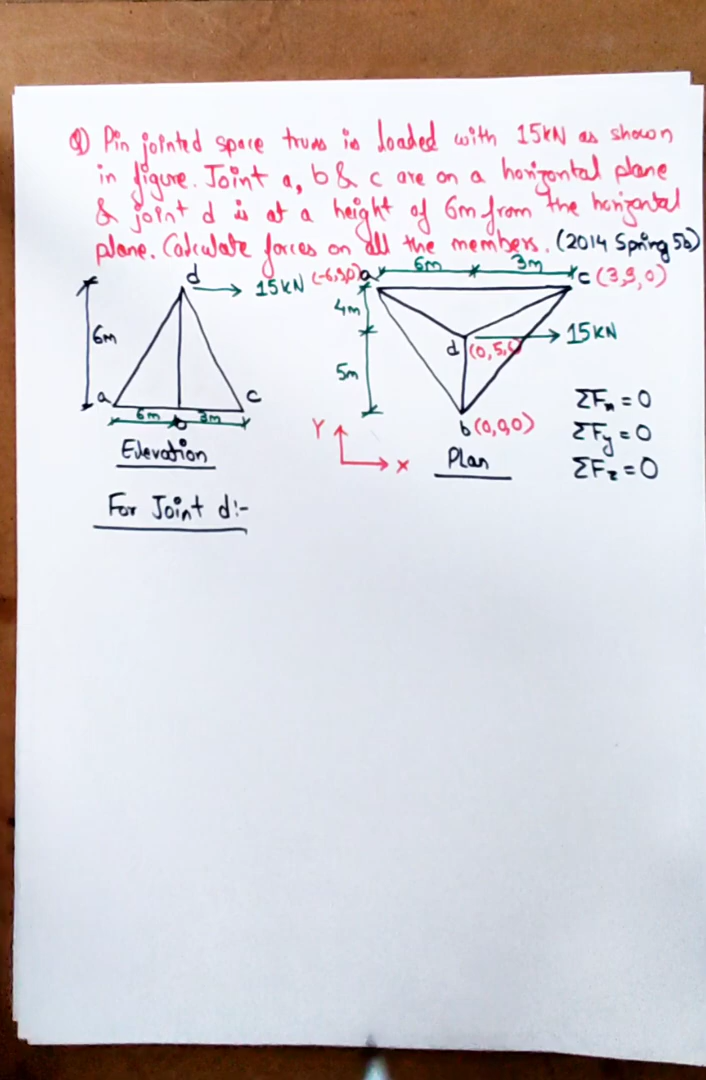 Q) Pin jointed space truss is loaded with 15kN as shown
in figure. Joint a, b & c are on a horizontal plane
& joint d is at a height of 6m from the horizontal
plane. Calculate forces on all the members. (2014 Spring 5b)
d
15kN
6m
a
c
6m
b
3m
Elevation
(-6,9,0)
a
6m
3m
c (3,9,0)
4m
5m
d
(0,5,6)
15kN
b (0,0,0)
Y
X
Plan
ΣFx = 0
ΣFy = 0
ΣFz = 0
For Joint d:-